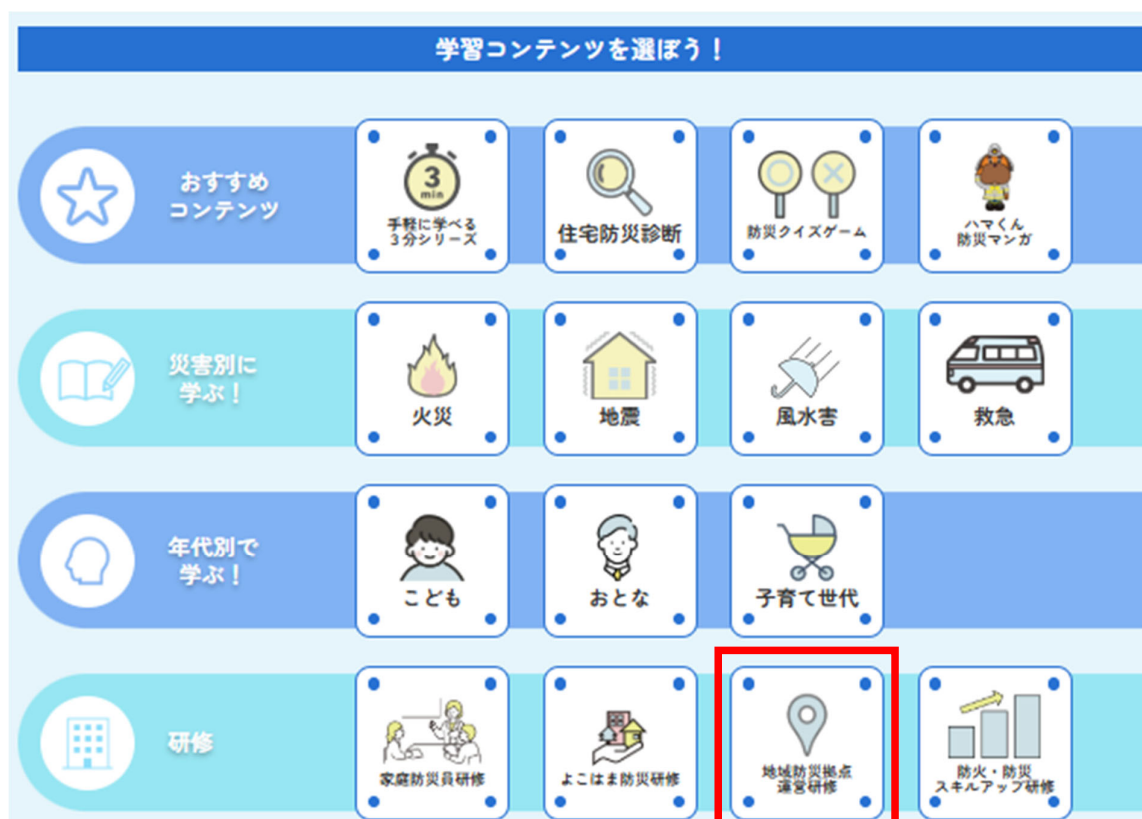 学習コンテンツを選ぼう！
おすすめ
コンテンツ
3
min
手軽に学べる
３分シリーズ
住宅防災診断
防災クイズゲーム
ハマくん
防災マンガ
災害別に
学ぶ！
火災
地震
風水害
救急
年代別で
学ぶ！
こども
おとな
子育て世代
研修
家庭防災員研修
よこはま防災研修
地域防災拠点
運営研修
防火・防災
スキルアップ研修